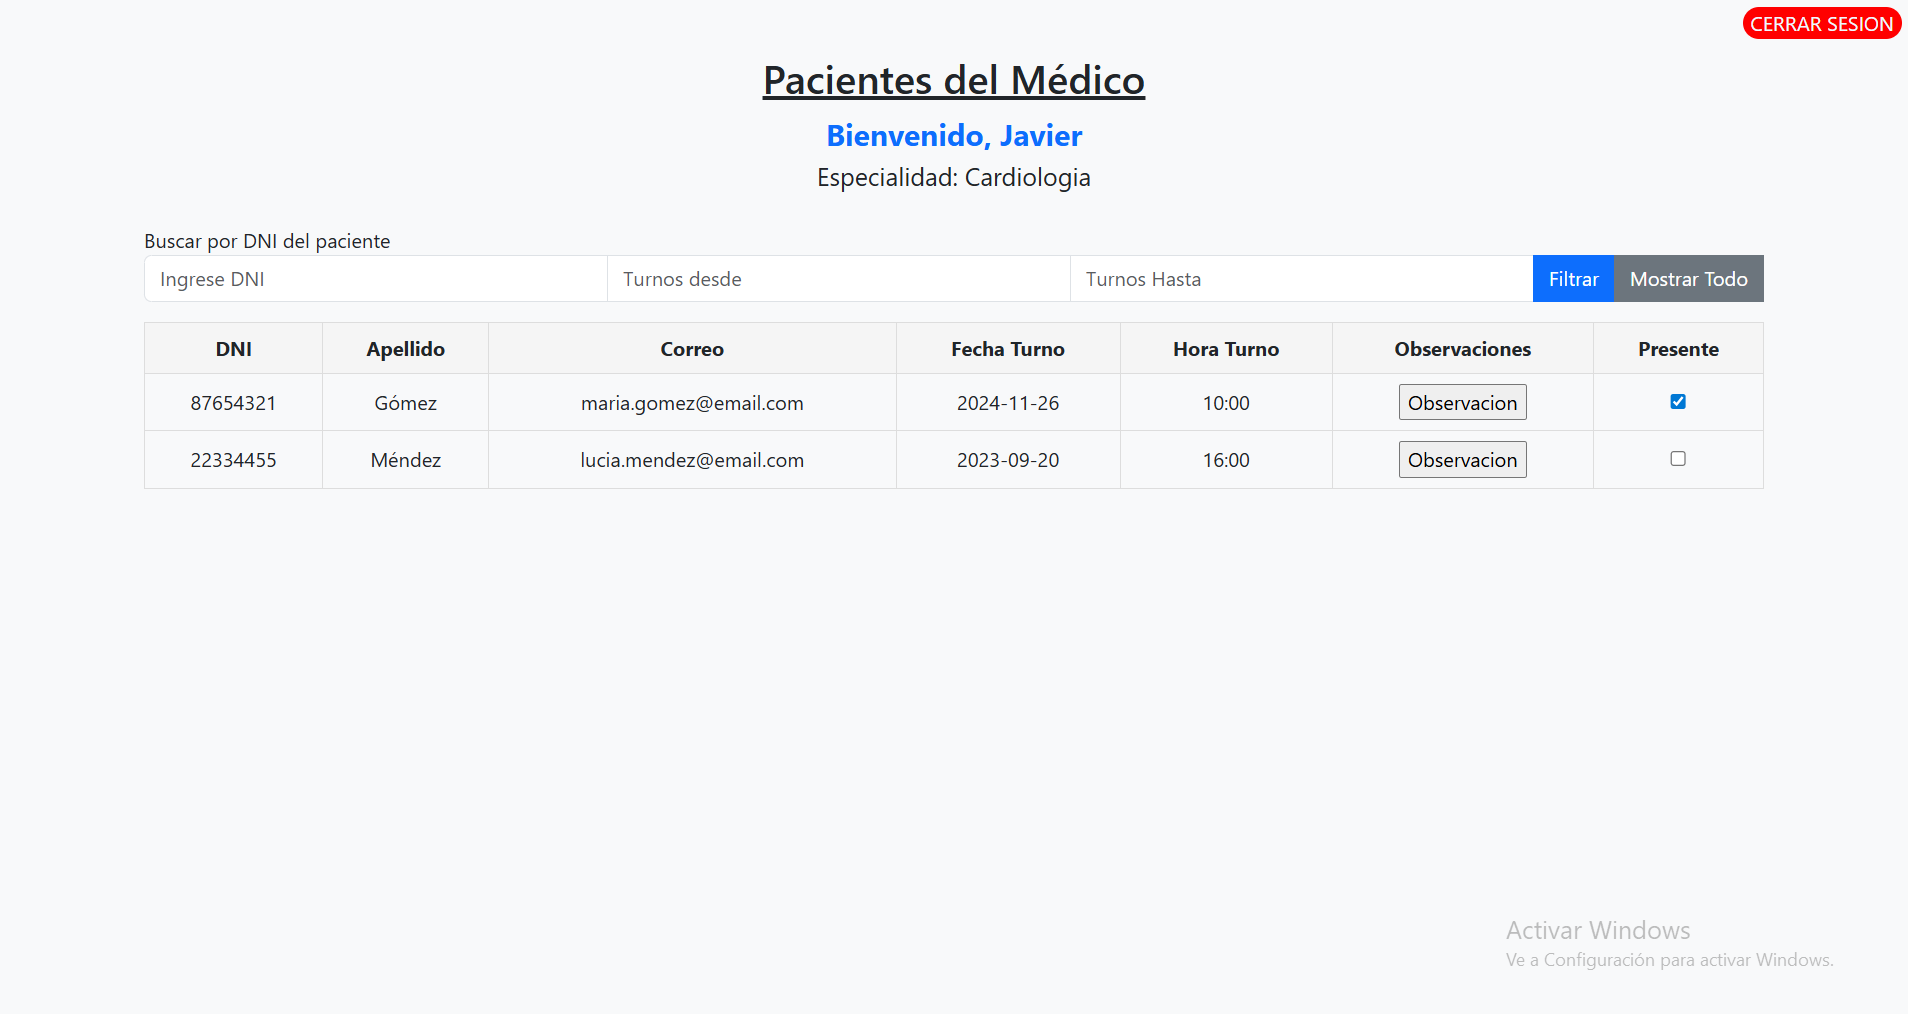 CERRAR SESION
Pacientes del Médico
Bienvenido, Javier
Especialidad: Cardiologia
Buscar por DNI del paciente
Ingrese DNI Turnos desde Turnos Hasta Filtrar Mostrar Todo
DNI Apellido Correo Fecha Turno Hora Turno Observaciones Presente
87654321 Gómez maria.gomez@email.com 2024-11-26 10:00 Observacion
22334455 Méndez lucia.mendez@email.com 2023-09-20 16:00 Observacion
Activar Windows
Ve a Configuración para activar Windows.